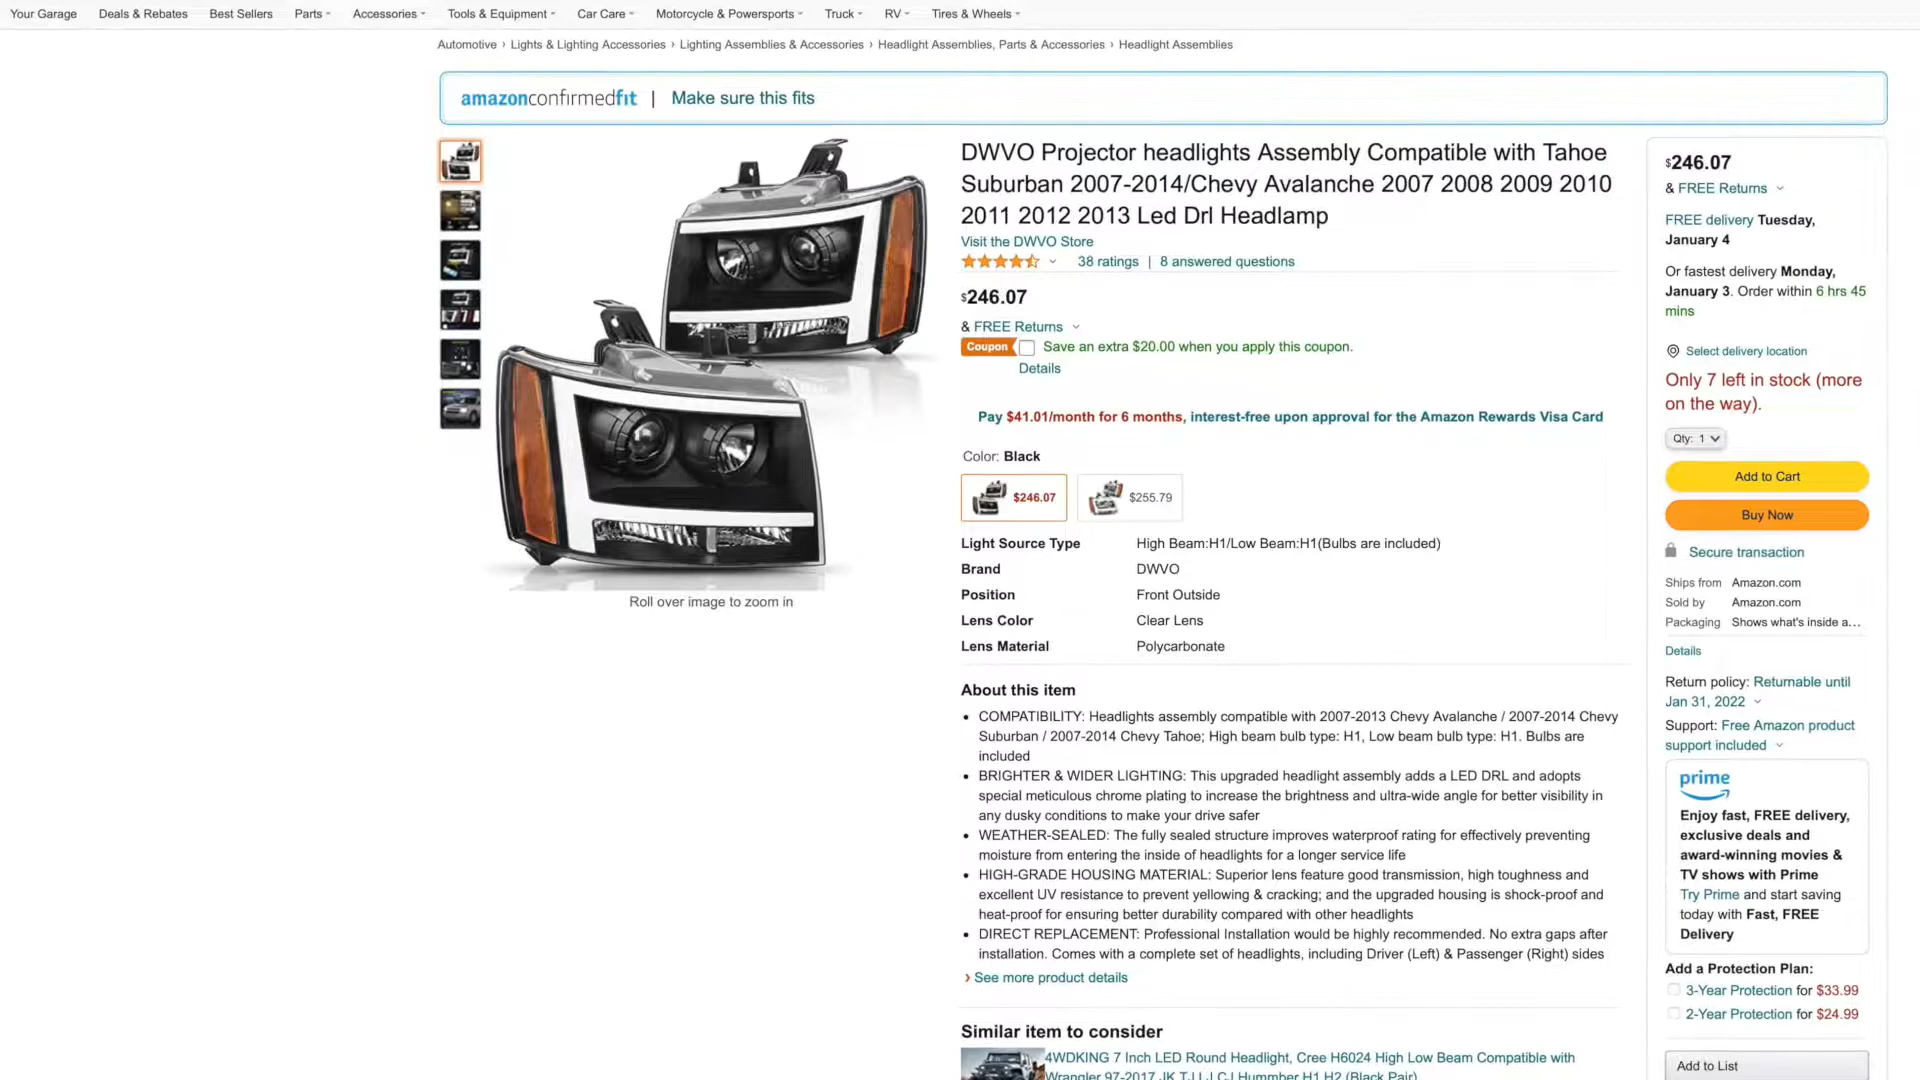 Your Garage Deals & Rebates Best Sellers Parts Accessories Tools & Equipment Car Care Motorcycle & Powersports Truck RV Tires & Wheels
Automotive › Lights & Lighting Accessories › Lighting Assemblies & Accessories › Headlight Assemblies, Parts & Accessories › Headlight Assemblies
amazonconfirmedfit | Make sure this fits
Roll over image to zoom in
DWVO Projector headlights Assembly Compatible with Tahoe
Suburban 2007-2014/Chevy Avalanche 2007 2008 2009 2010
2011 2012 2013 Led Drl Headlamp
Visit the DWVO Store
38 ratings | 8 answered questions
$246.07
& FREE Returns
Coupon Save an extra $20.00 when you apply this coupon.
Details
Pay $41.01/month for 6 months, interest-free upon approval for the Amazon Rewards Visa Card
Color: Black
$246.07 $255.79
Light Source Type High Beam:H1/Low Beam:H1(Bulbs are included)
Brand DWVO
Position Front Outside
Lens Color Clear Lens
Lens Material Polycarbonate
About this item
• COMPATIBILITY: Headlights assembly compatible with 2007-2013 Chevy Avalanche / 2007-2014 Chevy
Suburban / 2007-2014 Chevy Tahoe; High beam bulb type: H1, Low beam bulb type: H1. Bulbs are
included
• BRIGHTER & WIDER LIGHTING: This upgraded headlight assembly adds a LED DRL and adopts
special meticulous chrome plating to increase the brightness and ultra-wide angle for better visibility in
any dusky conditions to make your drive safer
• WEATHER-SEALED: The fully sealed structure improves waterproof rating for effectively preventing
moisture from entering the inside of headlights for a longer service life
• HIGH-GRADE HOUSING MATERIAL: Superior lens feature good transmission, high toughness and
excellent UV resistance to prevent yellowing & cracking; and the upgraded housing is shock-proof and
heat-proof for ensuring better durability compared with other headlights
• DIRECT REPLACEMENT: Professional Installation would be highly recommended. No extra gaps after
installation. Comes with a complete set of headlights, including Driver (Left) & Passenger (Right) sides
› See more product details
Similar item to consider
4WDKING 7 Inch LED Round Headlight, Cree H6024 High Low Beam Compatible with
Wrangler 97-2017 JK TJ LJ CJ Hummber H1 H2 (Black Pair)
$246.07
& FREE Returns
FREE delivery Tuesday,
January 4
Or fastest delivery Monday,
January 3. Order within 6 hrs 45
mins
Select delivery location
Only 7 left in stock (more
on the way).
Qty: 1
Add to Cart
Buy Now
Secure transaction
Ships from Amazon.com
Sold by Amazon.com
Packaging Shows what's inside a…
Details
Return policy: Returnable until
Jan 31, 2022
Support: Free Amazon product
support included
prime
Enjoy fast, FREE delivery,
exclusive deals and
award-winning movies &
TV shows with Prime
Try Prime and start saving
today with Fast, FREE
Delivery
Add a Protection Plan:
3-Year Protection for $33.99
2-Year Protection for $24.99
Add to List